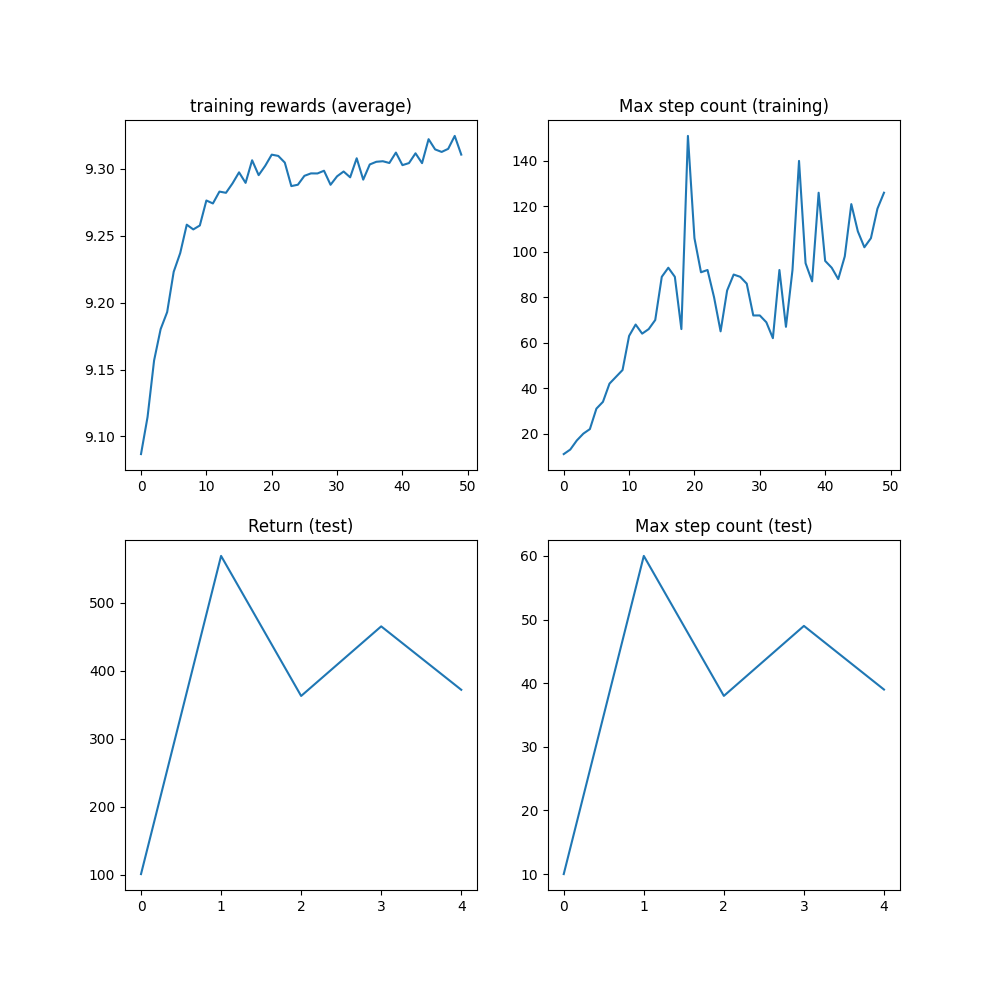 training rewards (average)
9.30
9.25
9.20
9.15
9.10
0 10 20 30 40 50
Max step count (training)
140
120
100
80
60
40
20
0 10 20 30 40 50
Return (test)
500
400
300
200
100
0 1 2 3 4
Max step count (test)
60
50
40
30
20
10
0 1 2 3 4